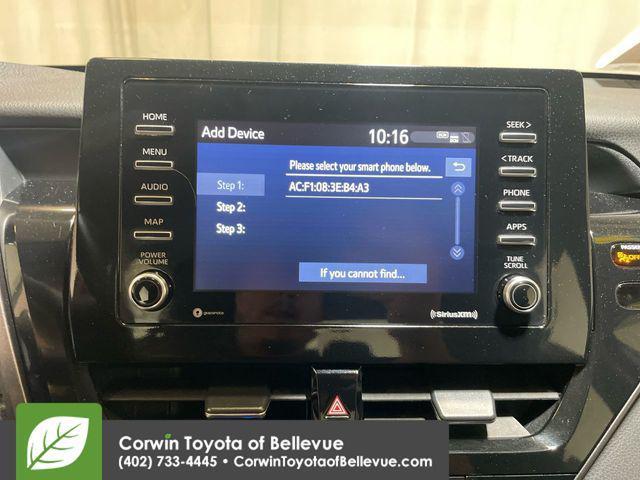 HOME
MENU
AUDIO
MAP
POWER
VOLUME
Add Device
10:16
Please select your smart phone below.
Step 1:
AC:F1:08:3E:B4:A3
Step 2:
Step 3:
If you cannot find...
SEEK >
< TRACK
PHONE
APPS
TUNE
SCROLL
gracenote
((SiriusXM))
Corwin Toyota of Bellevue
(402) 733-4445 • CorwinToyotaofBellevue.com